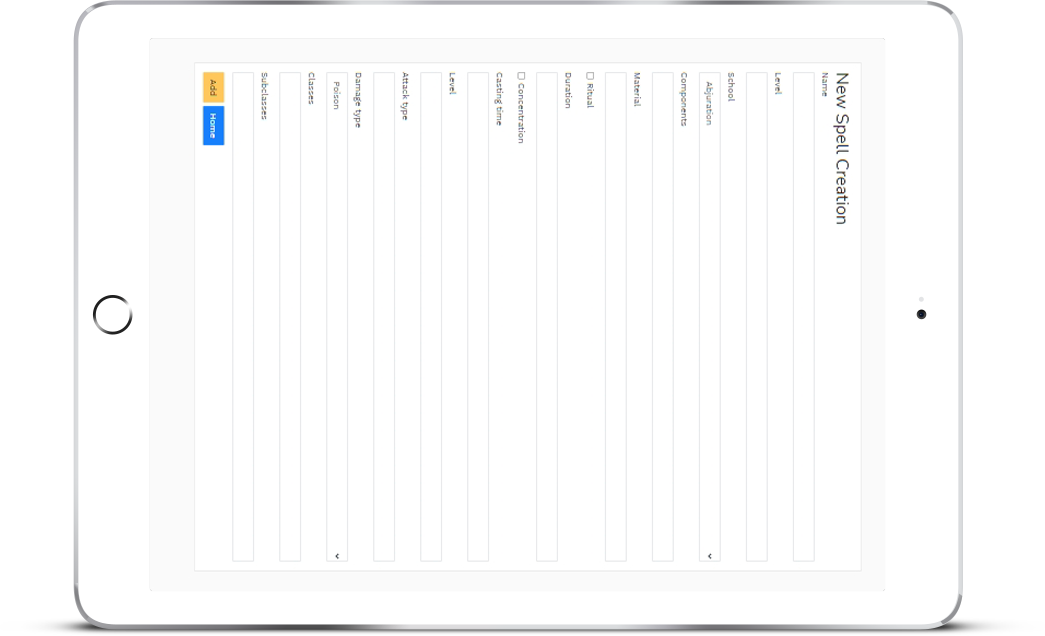 New Spell Creation
Name
Level
School
Abjuration
Components
Material
Ritual
Duration
Concentration
Casting time
Level
Attack type
Damage type
Poison
Classes
Subclasses
Add Home